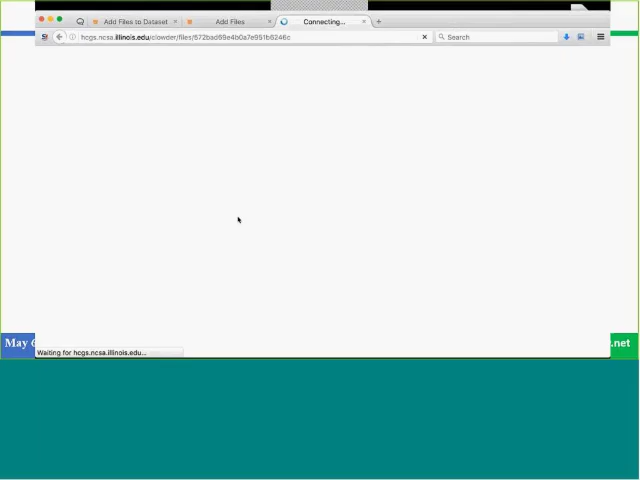 Add Files to Dataset
Add Files
Connecting...
hcgs.ncsa.illinois.edu/clowder/files/572bad69e4b0a7e951b6246c
Search
May 6
.net
Waiting for hcgs.ncsa.illinois.edu...